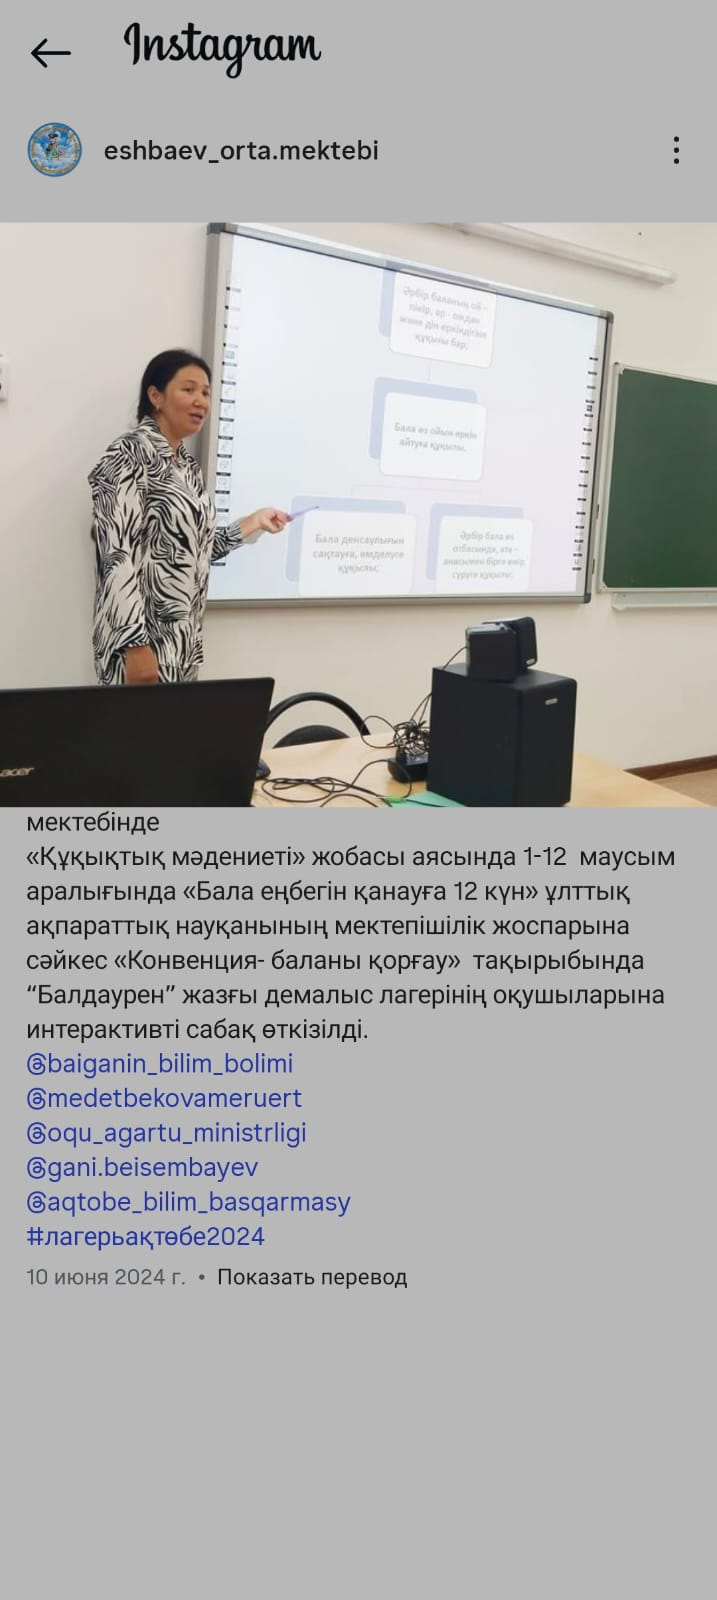 Instagram
eshbaev_orta.mektebi
Әрбір баланың ой –
пікір, ар – ождан
және дін еркіндігіне
құқығы бар;
Бала өз ойын еркін
айтуға құқылы.
Бала денсаулығын
сақтауға, емделуге
құқылы;
Әрбір бала өз
отбасында, ата –
анасымен бірге өмір
сүруге құқылы;
acer
мектебінде
«Құқықтық мәдениеті» жобасы аясында 1-12 маусым
аралығында «Бала еңбегін қанауға 12 күн» ұлттық
ақпараттық науқанының мектепішілік жоспарына
сәйкес «Конвенция- баланы қорғау» тақырыбында
“Балдаурен” жазғы демалыс лагерінің оқушыларына
интерактивті сабақ өткізілді.
@baiganin_bilim_bolimi
@medetbekovameruert
@oqu_agartu_ministrligi
@gani.beisembayev
@aqtobe_bilim_basqarmasy
#лагерьақтөбе2024
10 июня 2024 г. • Показать перевод